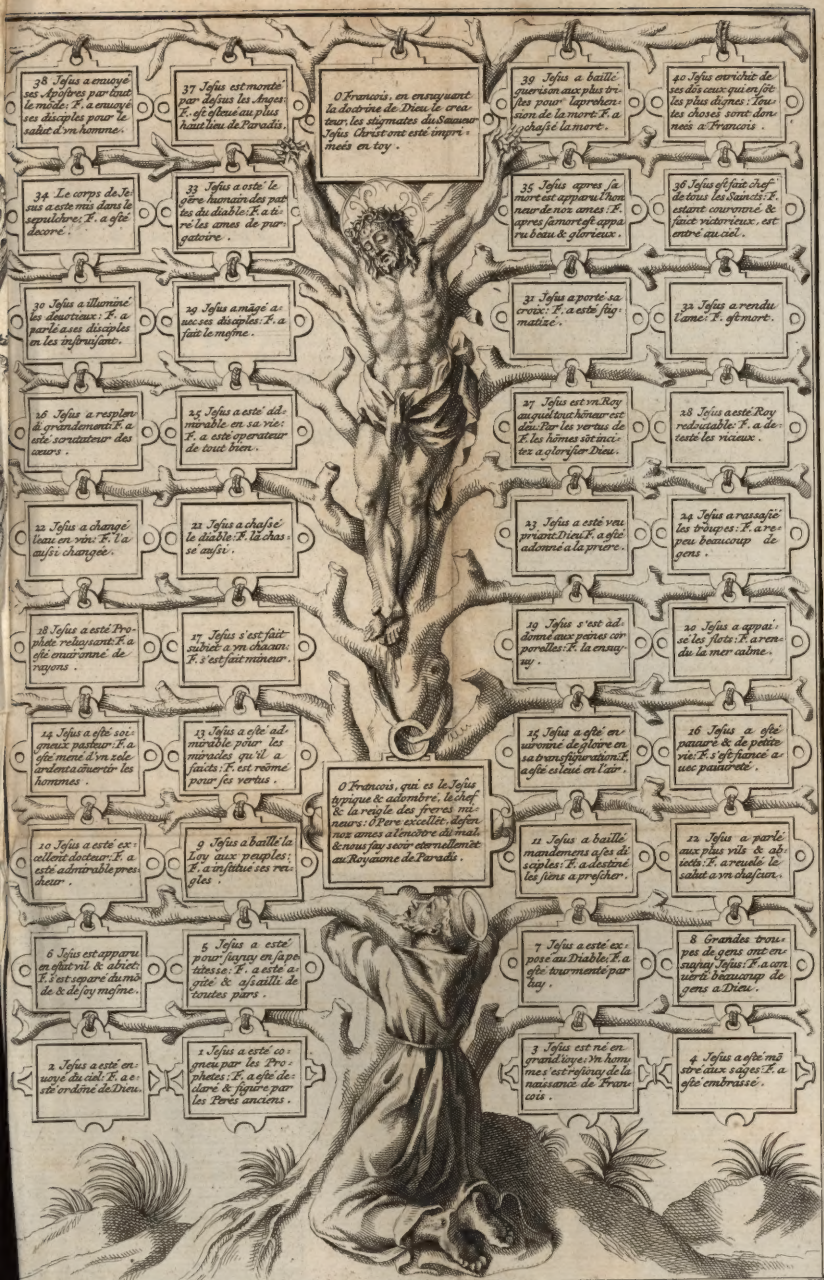 38 Jesus a enuoyé
ses Apostres par tout
le mõde: F. a enuoyé
ses disciples pour le
salut d'vn homme.
37 Jesus est monté
par dessus les Anges:
F. est esleué au plus
haut lieu de Paradis.
O Francois, en ensuyuant
la doctrine de Dieu le crea=
teur, les stigmates du Sauueur
Jesus Christ ont esté impri=
meés en toy.
39 Jesus a baillé
guerison aux plus tri=
stes pour l'aprehen=
sion de la mort: F. a
chassé la mort.
40 Jesus enrichit de
ses dõs ceux qui en sõt
les plus dignes: Tou=
tes choses sont don=
neés a Francois.
34 Le corps de Je=
sus a este mis dans le
sepulchre: F. a esté
decoré.
33 Jesus a osté le
gẽre humain des pat
tes du diable: F. a ti=
ré les ames de pur=
gatoire.
35 Jesus apres sa
mort est apparu l'hon
neur de noz ames: F.
apres sa mort est appa
ru beau & glorieux.
36 Jesus est fait chef
de tous les Saincts: F.
estant couronné &
faict victorieux, est
entré au ciel.
30 Jesus a illuminé
les deuotieux: F. a
parlé a ses disciples
en les instruisant.
29 Jesus a mãgé a=
uec ses disciples: F. a
fait le mesme.
31 Jesus a porté sa
croix: F. a esté stig=
matizé.
32 Jesus a rendu
l'ame: F. est mort.
26 Jesus a resplen
di grandement: F. a
esté scrutateur des
cœurs.
25 Jesus a esté ad=
mirable en sa vie:
F. a esté operateur
de tout bien.
27 Jesus est vn Roy
auquel tout hõneur est
deu: Par les vertus de
F. les hõmes sõt inci=
tez a glorifier Dieu.
28 Jesus a esté Roy
redoutable: F. a de=
testé les vicieux.
22 Jesus a changé
l'eau en vin: F. l'a
aussi changée.
21 Jesus a chassé
le diable: F. l'a chas=
sé aussi.
23 Jesus a esté veu
priant Dieu: F. a esté
adonné a la priere.
24 Jesus a rassasié
les troupes: F. a re=
peu beaucoup de
gens.
18 Jesus a esté Pro=
phete reluysant: F. a
esté enuironné de
rayons.
17 Jesus s'est fait
subiet a vn chacun:
F. s'est fait mineur.
19 Jesus s'est ad=
donné aux peines cor
porelles: F. la ensuy=
uy.
20 Jesus a appai=
sé les flots: F. a ren=
du la mer calme.
14 Jesus a esté soi=
gneux pasteur: F. a
esté mené d'vn zele
ardent a cõuertir les
hommes.
13 Jesus a esté ad=
mirable pour les
miracles qu'il a
faicts: F. est reõmé
pour ses vertus.
15 Jesus a esté en=
uironné de gloire en
sa transfiguration: F.
a esté esleué en l'air.
16 Jesus a esté
pauuré & de petite
vie: F. s'est fiancé a=
uec pauureté.
O Francois, qui es le Jesus
typique & adombré, le chef
& la reigle des freres mi=
neurs: O Pere excellẽt, defen
noz ames a l'encõtre du mal,
& nous fay seoir eternellemẽt
au Royaume de Paradis.
10 Jesus a esté ex=
cellent docteur: F. a
esté admirable pres=
cheur.
9 Jesus a baillé la
Loy aux peuples:
F. a institué ses rei=
gles.
11 Jesus a baillé
mandemens a ses di
sciples: F. a destiné
les siens a prescher.
12 Jesus a parlé
aux plus vils & ab=
iects: F. a reuelé le
salut a vn chascun.
6 Jesus est apparu
en estat vil & abiet:
F. s'est separé du mõ=
de & de soy mesme.
5 Jesus a esté
poursuyuy en sa pe=
titesse: F. a esté a=
gité & assailli de
toutes pars.
7 Jesus a esté ex=
posé au Diable: F. a
esté tourmenté par
luy.
8 Grandes trou=
pes de gens ont en=
suyuy Jesus: F. a con
uerti beaucoup de
gens a Dieu.
2 Jesus a esté en=
uoyé du ciel: F. a e=
sté ordõné de Dieu.
1 Jesus a esté co=
gneu par les Pro=
phetes: F. a esté de=
claré & figuré par
les Peres anciens.
3 Jesus est né en
grand'ioye: Vn hom=
me s'est resiouy de la
naissance de Fran=
cois.
4 Jesus a esté mõ
stré aux sages: F. a
esté embrassé.